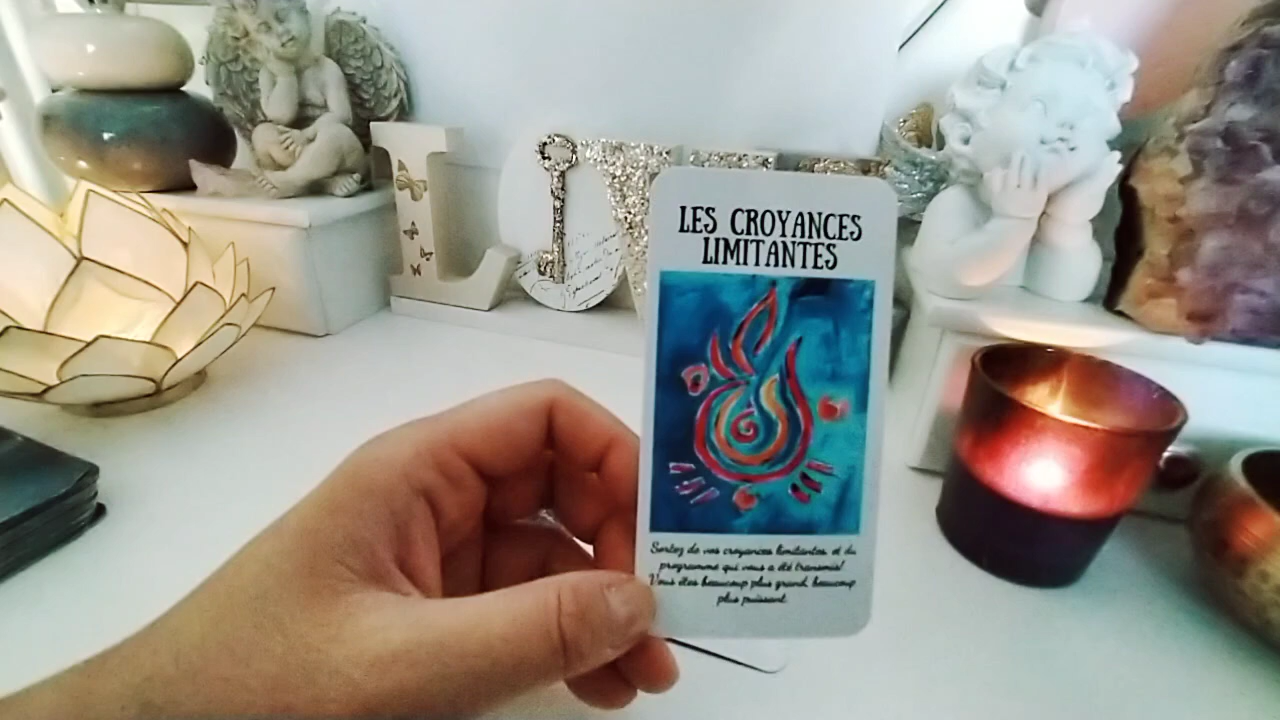 LOVE
LES CROYANCES
LIMITANTES
Sortez de vos croyances limitantes, et du
programme qui vous a été transmis!
Vous êtes beaucoup plus grand, beaucoup
plus puissant.